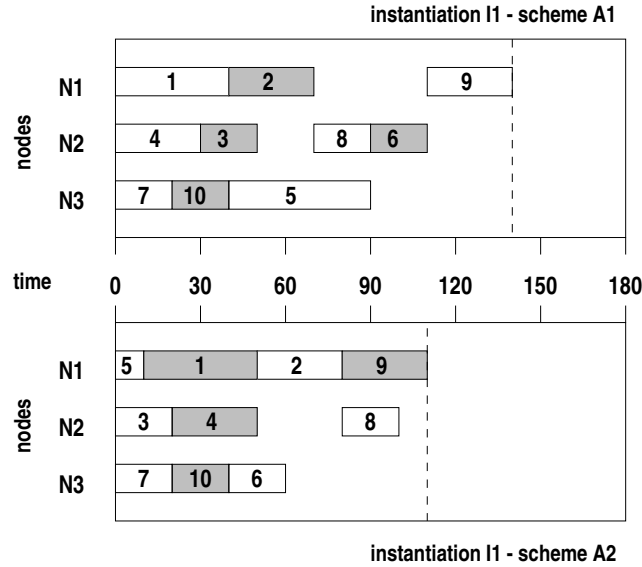 instantiation I1 - scheme A1
N1 1 2 9
nodes
N2 4 3 8 6
N3 7 10 5
time 0 30 60 90 120 150 180
N1 5 1 2 9
nodes
N2 3 4 8
N3 7 10 6
instantiation I1 - scheme A2